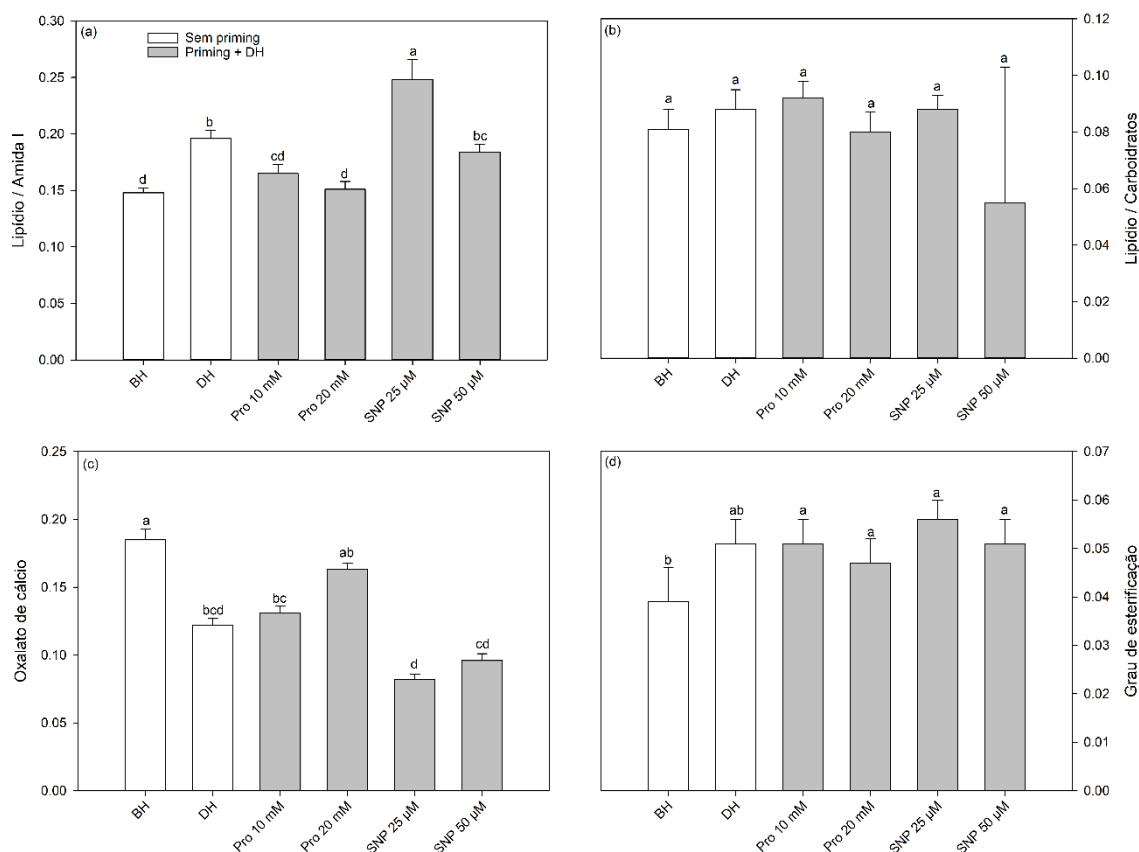 (a)
Sem priming
Priming + DH
Lipídio / Amida I
0.30
0.25
0.20
0.15
0.10
0.05
0.00
d
b
cd
d
a
bc
BH
DH
Pro 10 mM
Pro 20 mM
SNP 25 µM
SNP 50 µM
(b)
Lipídio / Carboidratos
0.12
0.10
0.08
0.06
0.04
0.02
0.00
a
a
a
a
a
a
BH
DH
Pro 10 mM
Pro 20 mM
SNP 25 µM
SNP 50 µM
(c)
Oxalato de cálcio
0.25
0.20
0.15
0.10
0.05
0.00
a
bcd
bc
ab
d
cd
BH
DH
Pro 10 mM
Pro 20 mM
SNP 25 µM
SNP 50 µM
(d)
Grau de esterificação
0.07
0.06
0.05
0.04
0.03
0.02
0.01
0.00
b
ab
a
a
a
a
BH
DH
Pro 10 mM
Pro 20 mM
SNP 25 µM
SNP 50 µM